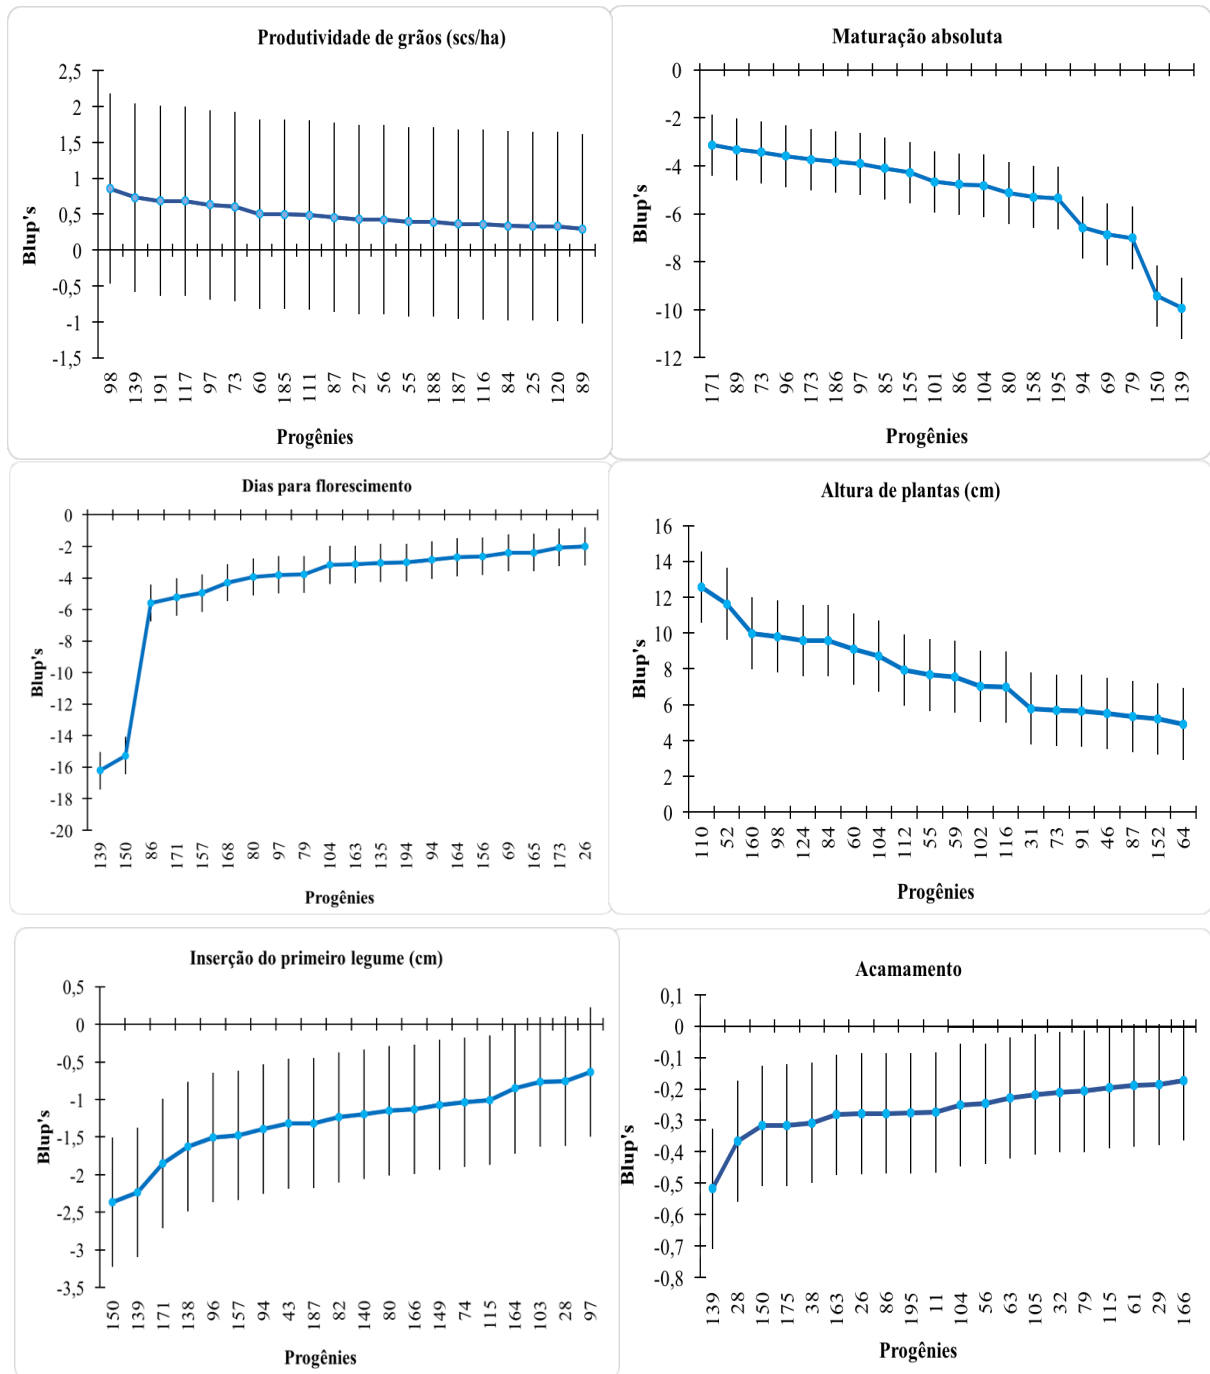 Produtividade de grãos (scs/ha)
2,5
2
1,5
1
0,5
0
-0,5
-1
-1,5
Blup's
98 139 191 117 97 73 60 185 111 87 27 56 55 188 187 116 84 25 120 89
Progênies
Maturação absoluta
0
-2
-4
-6
-8
-10
-12
Blup's
171 89 73 96 173 186 97 85 155 101 86 104 80 158 195 94 69 79 150 139
Progênies
Dias para florescimento
0
-2
-4
-6
-8
-10
-12
-14
-16
-18
-20
Blup's
139 150 86 171 157 168 80 97 79 104 163 135 194 94 164 156 69 165 173 26
Progênies
Altura de plantas (cm)
16
14
12
10
8
6
4
2
0
Blup's
110 52 160 98 124 84 60 104 112 55 59 102 116 31 73 91 46 87 152 64
Progênies
Inserção do primeiro legume (cm)
0,5
0
-0,5
-1
-1,5
-2
-2,5
-3
-3,5
Blup's
150 139 171 138 96 157 94 43 187 82 140 80 166 149 74 115 164 103 28 97
Progênies
Acamamento
0,1
0
-0,1
-0,2
-0,3
-0,4
-0,5
-0,6
-0,7
-0,8
Blup's
139 28 150 175 38 163 26 86 195 11 104 56 63 105 32 79 115 61 29 166
Progênies